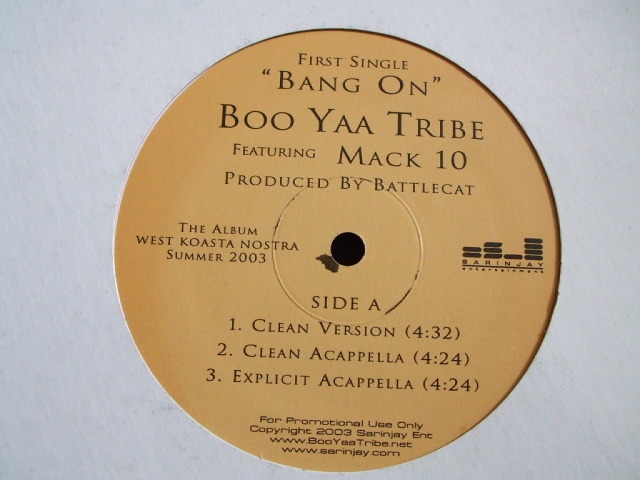 First Single
"Bang On"
Boo Yaa Tribe
Featuring Mack 10
Produced By Battlecat
The Album
West Koasta Nostra
Summer 2003
SARINJAY
entertainment
Side A
1. Clean Version (4:32)
2. Clean Acappella (4:24)
3. Explicit Acappella (4:24)
For Promotional Use Only
Copyright 2003 Sarinjay Ent
www.BooYaaTribe.net
www.sarinjay.com